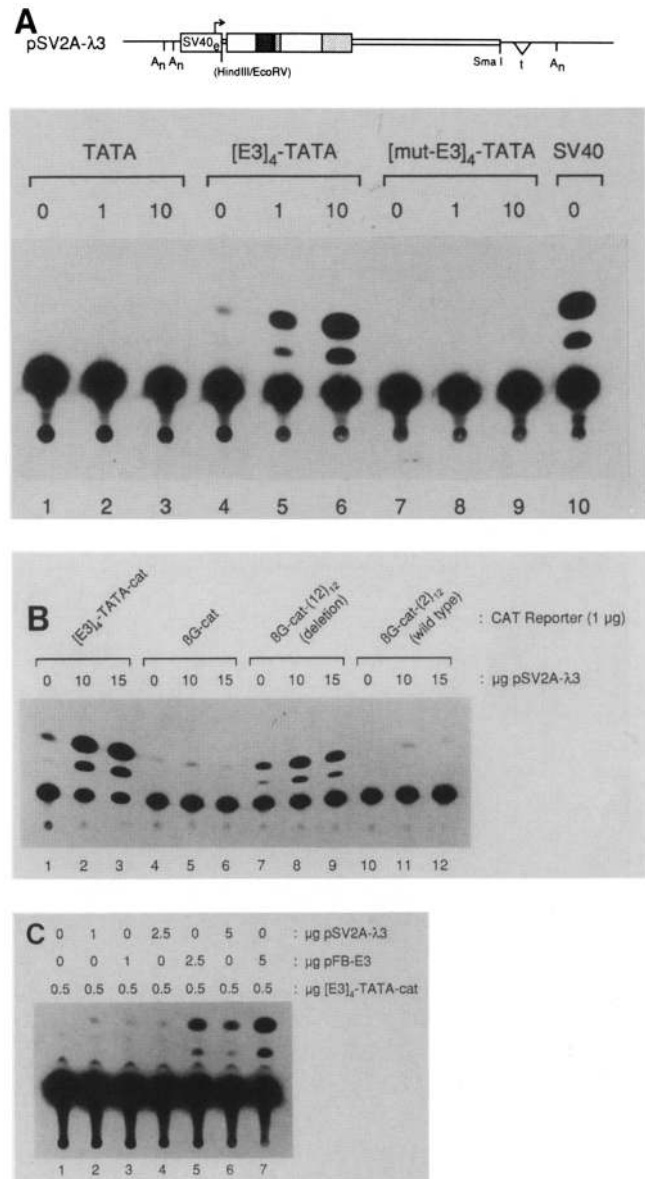 A
pSV2A-λ3
SV40e
An An
(HindIII/EcoRV)
Sma I
t
An
TATA [E3]4-TATA [mut-E3]4-TATA SV40
0 1 10 0 1 10 0 1 10 0
1 2 3 4 5 6 7 8 9 10
B
[E3]4-TATA-cat
βG-cat
βG-cat-(12)12
(deletion)
βG-cat-(2)12
(wild type)
: CAT Reporter (1 µg)
0 10 15 0 10 15 0 10 15 0 10 15 : µg pSV2A-λ3
1 2 3 4 5 6 7 8 9 10 11 12
C
0 1 0 2.5 0 5 0 : µg pSV2A-λ3
0 0 1 0 2.5 0 5 : µg pFB-E3
0.5 0.5 0.5 0.5 0.5 0.5 0.5 : µg [E3]4-TATA-cat
1 2 3 4 5 6 7